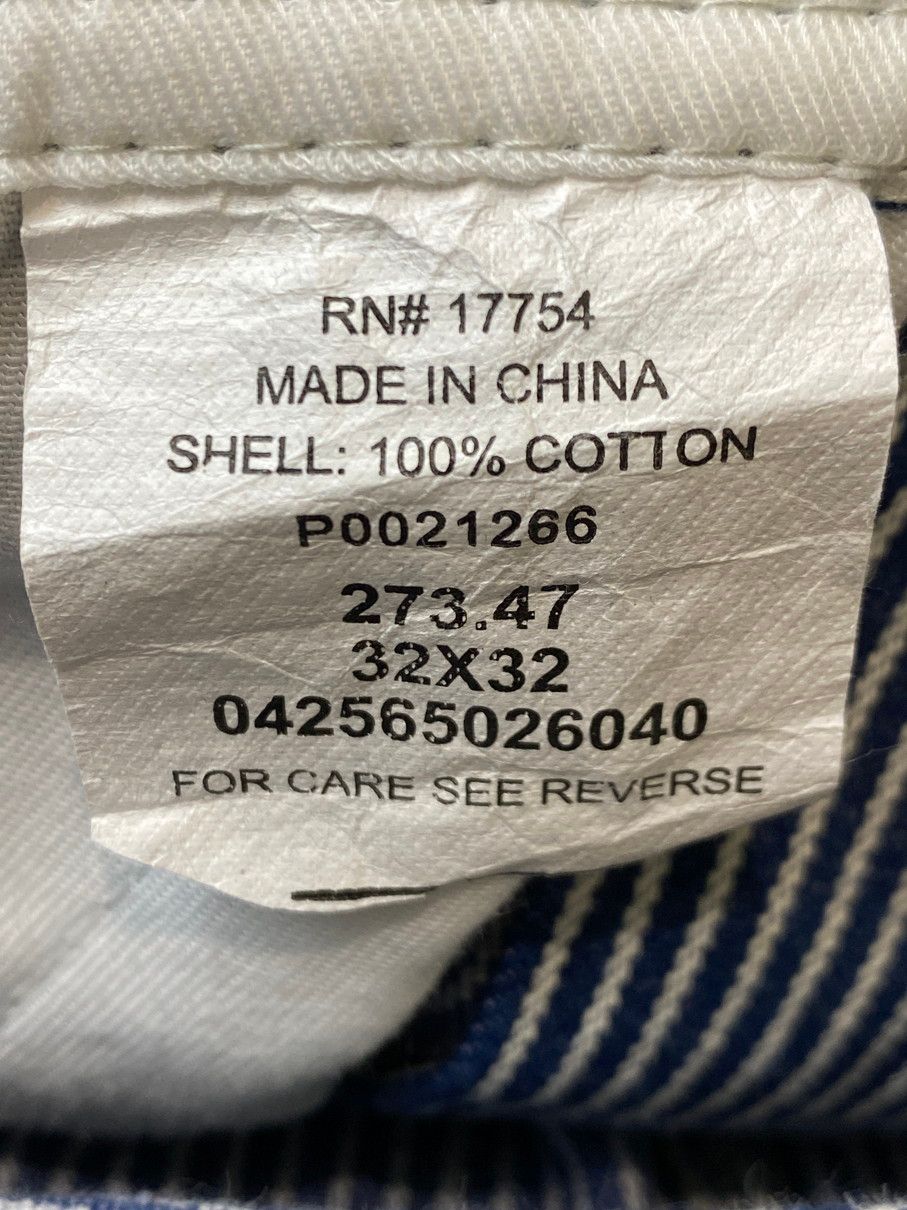 RN# 17754
MADE IN CHINA
SHELL: 100% COTTON
P0021266
273.47
32X32
042565026040
FOR CARE SEE REVERSE